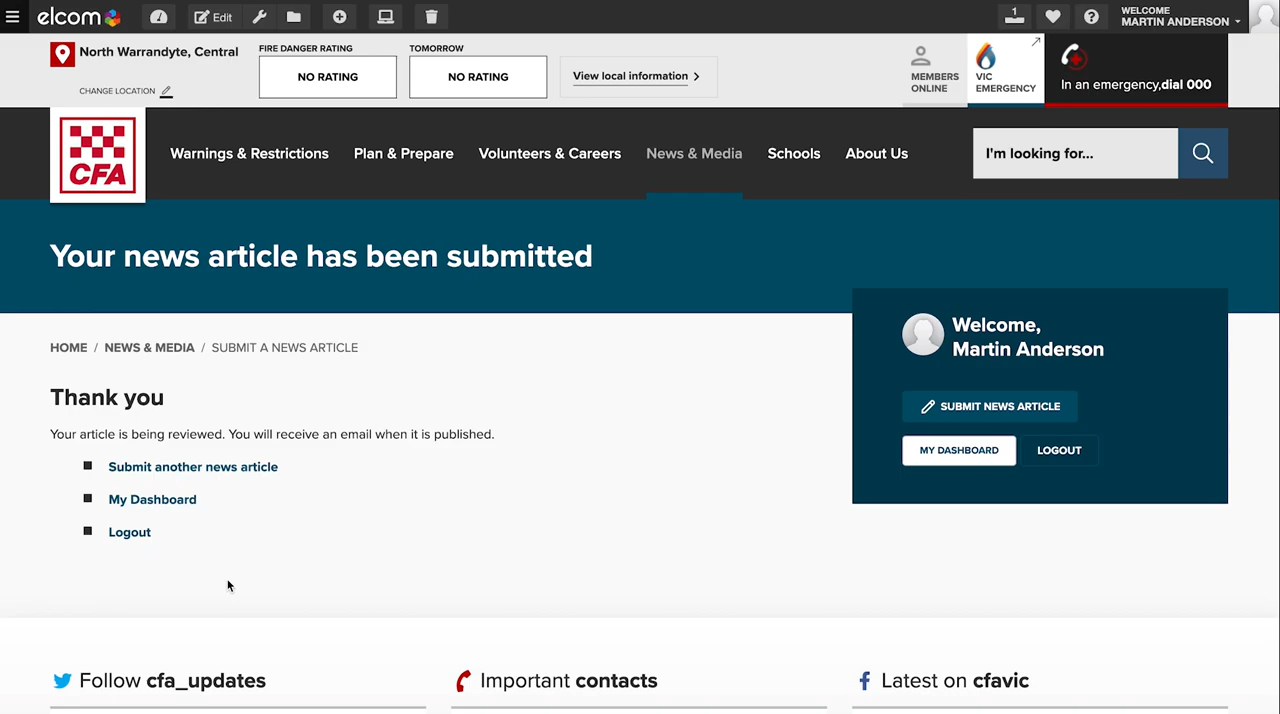 elcom
Edit
1
WELCOME
MARTIN ANDERSON
North Warrandyte, Central
CHANGE LOCATION
FIRE DANGER RATING
NO RATING
TOMORROW
NO RATING
View local information
MEMBERS
ONLINE
VIC
EMERGENCY
In an emergency,dial 000
CFA
Warnings & Restrictions
Plan & Prepare
Volunteers & Careers
News & Media
Schools
About Us
I'm looking for...
Your news article has been submitted
HOME / NEWS & MEDIA / SUBMIT A NEWS ARTICLE
Thank you
Your article is being reviewed. You will receive an email when it is published.
Submit another news article
My Dashboard
Logout
Welcome,
Martin Anderson
SUBMIT NEWS ARTICLE
MY DASHBOARD
LOGOUT
Follow cfa_updates
Important contacts
Latest on cfavic